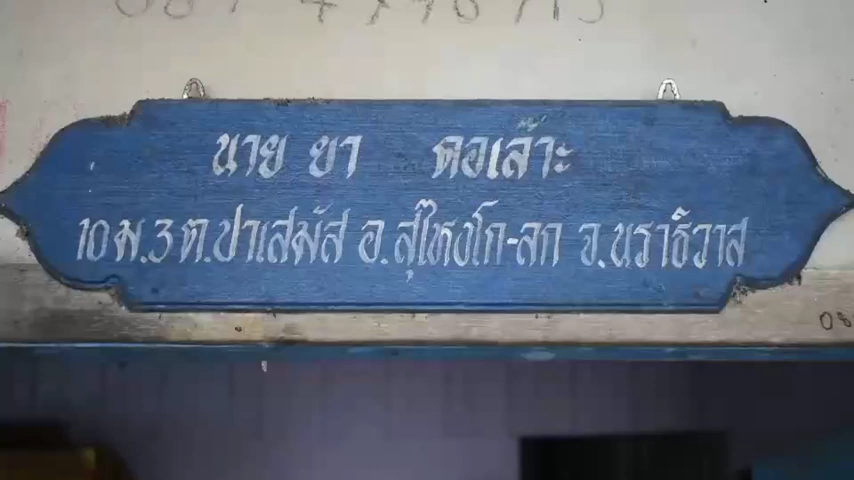 นาย ยา ดอเล๊าะ
10 ม.3 ต.ปาเสมัส อ.สุไหงโก-ลก จ.นราธิวาส
08